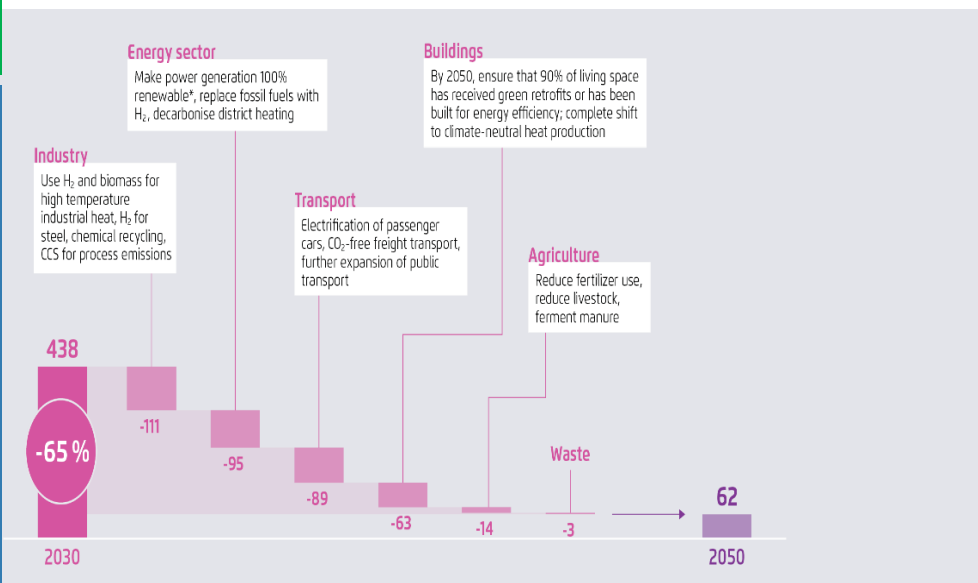 Energy sector
Make power generation 100%
renewable*, replace fossil fuels with
H₂, decarbonise district heating
Buildings
By 2050, ensure that 90% of living space
has received green retrofits or has been
built for energy efficiency; complete shift
to climate-neutral heat production
Industry
Use H₂ and biomass for
high temperature
industrial heat, H₂ for
steel, chemical recycling,
CCS for process emissions
Transport
Electrification of passenger
cars, CO₂-free freight transport,
further expansion of public
transport
Agriculture
Reduce fertilizer use,
reduce livestock,
ferment manure
438
-65 %
-111
-95
-89
-63
-14
Waste
-3
62
2030
2050